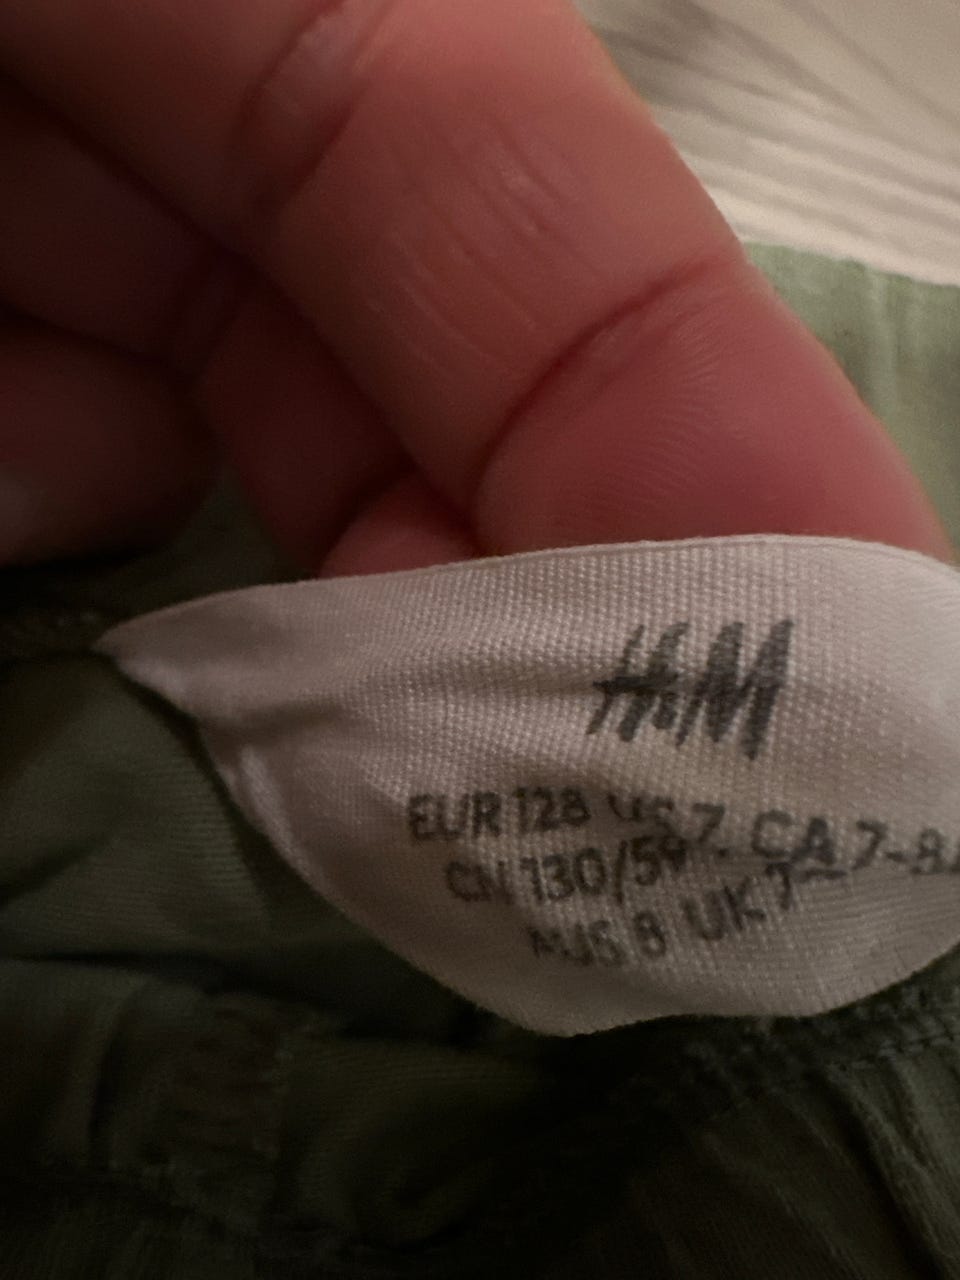 H&M
EUR 128 US 7. CA 7-8
CN 130/59
AUS 8 UK 7